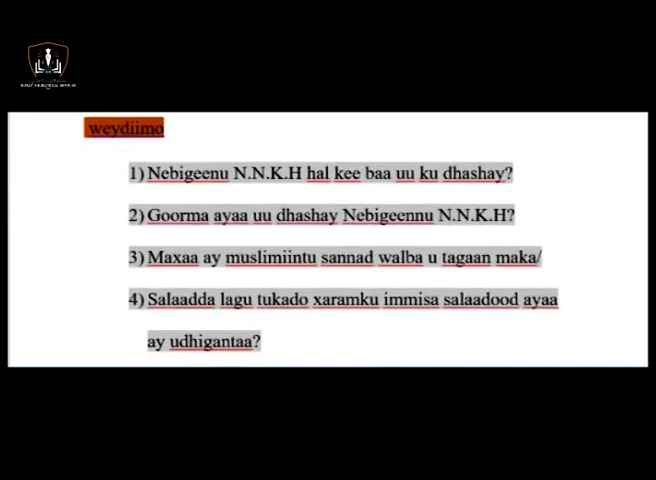 weydiimo
1) Nebigeenu N.N.K.H hal kee baa uu ku dhashay?
2) Goorma ayaa uu dhashay Nebigeennu N.N.K.H?
3) Maxaa ay muslimiintu sannad walba u tagaan maka/
4) Salaadda lagu tukado xaramku immisa salaadood ayaa
ay udhigantaa?